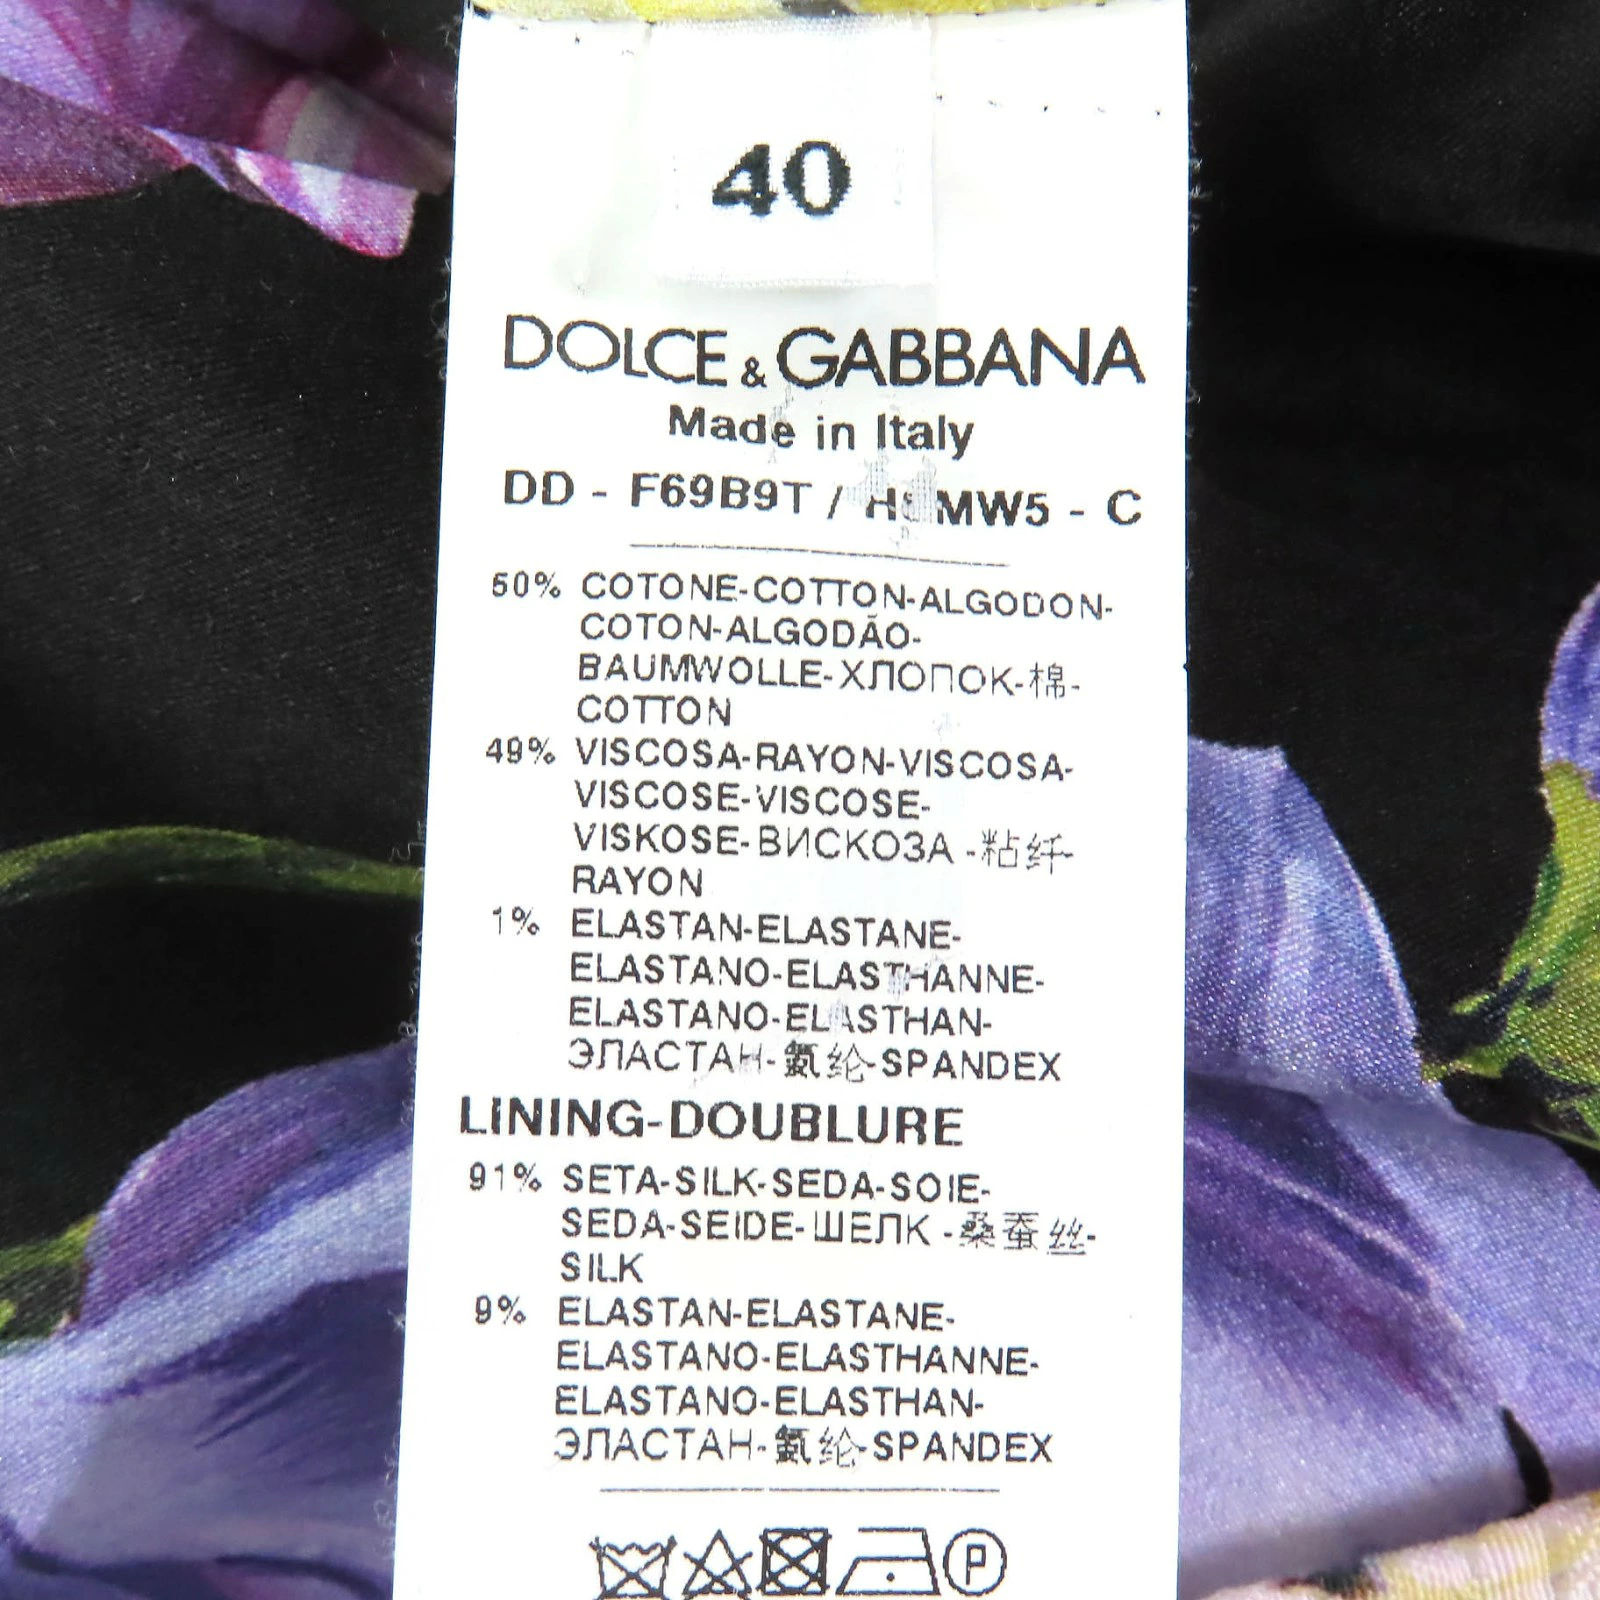 40
DOLCE & GABBANA
Made in Italy
DD - F69B9T / - C
50% COTONE-COTTON-ALGODON-
COTON-ALGODÃO-
BAUMWOLLE-ХЛОПОК-棉-
COTTON
49% VISCOSA-RAYON-VISCOSA-
VISCOSE-VISCOSE-
VISKOSE-ВИСКОЗА -粘纤-
RAYON
1% ELASTAN-ELASTANE-
ELASTANO-ELASTHANNE-
ELASTANO-ELASTHAN-
ЭЛАСТАН-氨纶-SPANDEX
LINING-DOUBLURE
91% SETA-SILK-SEDA-SOIE-
SEDA-SEIDE-ШЕЛК -桑蚕丝-
SILK
9% ELASTAN-ELASTANE-
ELASTANO-ELASTHANNE-
ELASTANO-ELASTHAN-
ЭЛАСТАН-氨纶-SPANDEX
P